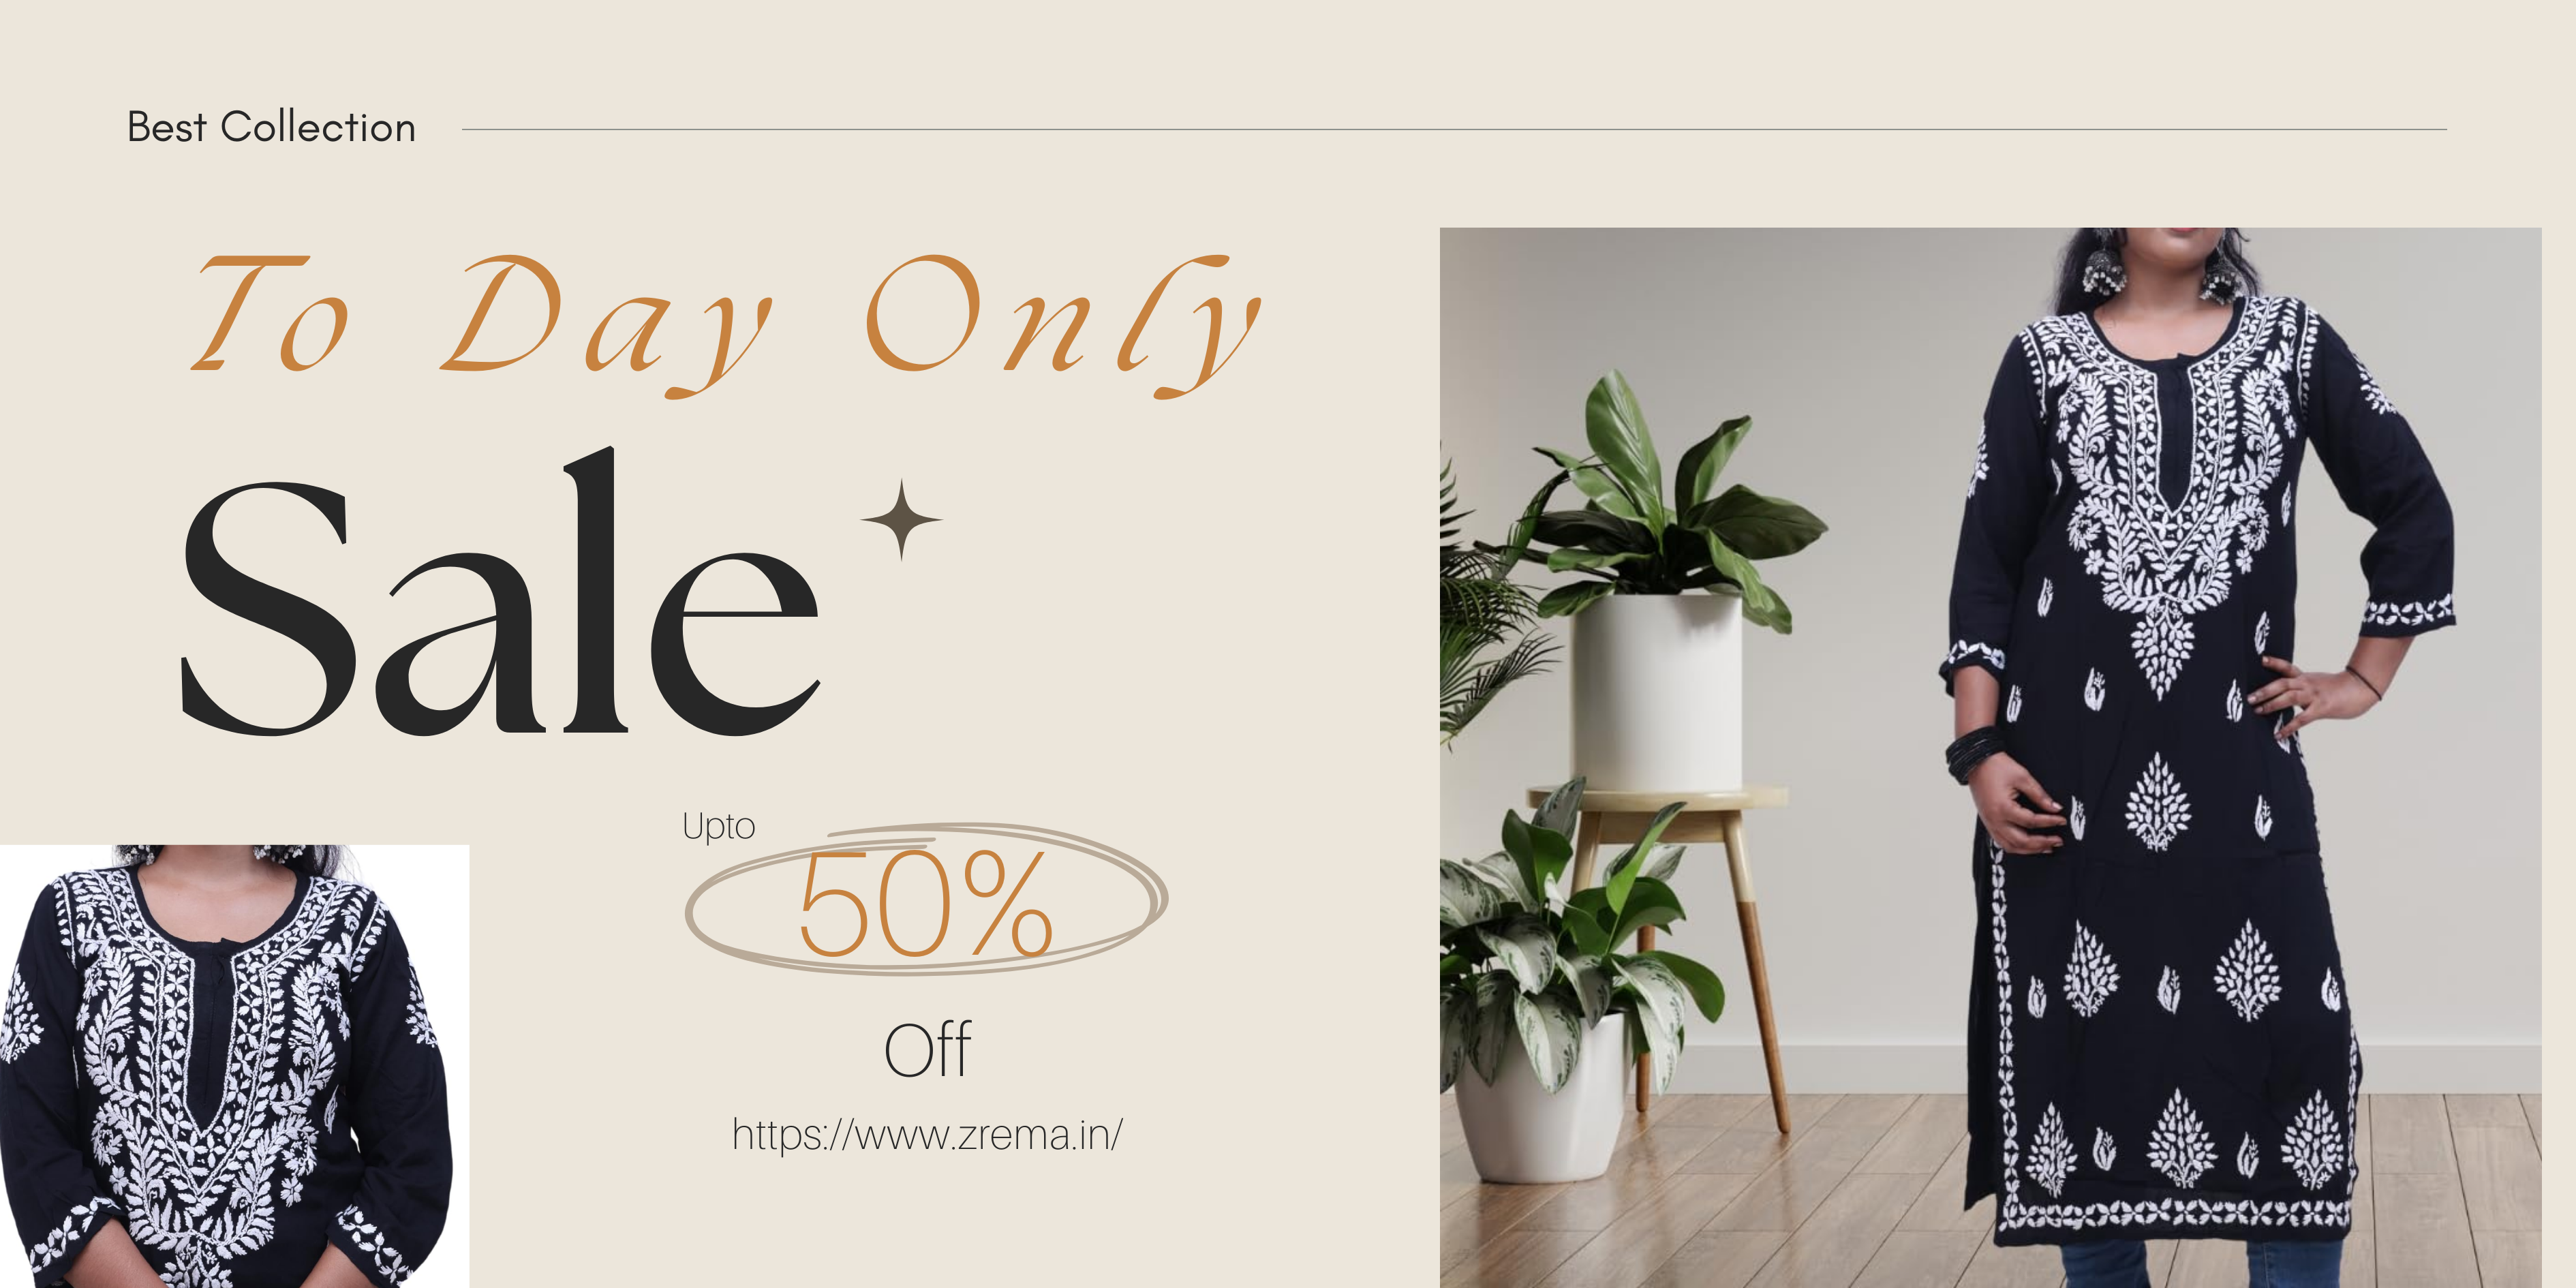 Best Collection
To Day Only
Sale
Upto
50%
Off
https://www.zrema.in/